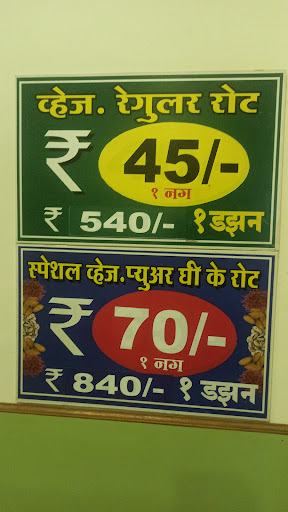 व्हेज. रेगुलर रोट
₹ 45/-
१ नग
₹ 540/- १ डझन
स्पेशल व्हेज.प्युअर घी के रोट
₹ 70/-
१ नग
₹ 840/- १ डझन